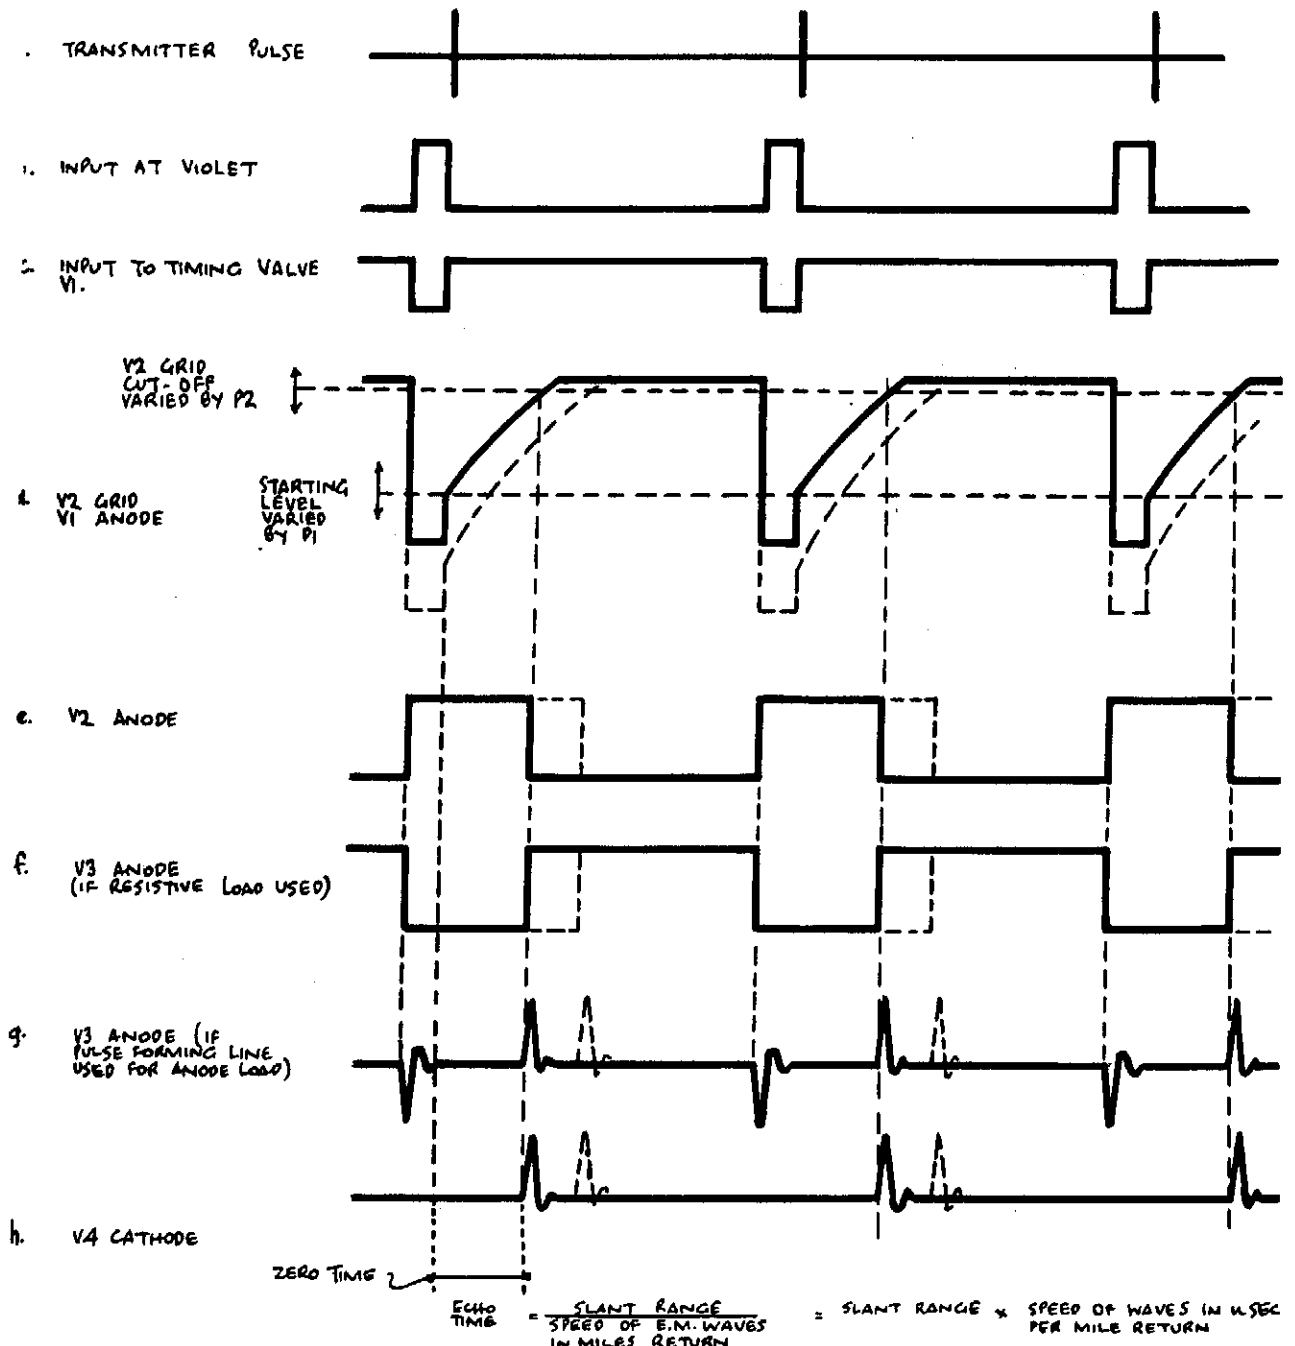 . TRANSMITTER PULSE
INPUT AT VIOLET
INPUT TO TIMING VALVE
V1.
V2 GRID
CUT-OFF
VARIED BY P2
STARTING
LEVEL
VARIED
BY P1
d. V2 GRID
V1 ANODE
e. V2 ANODE
f. V3 ANODE
(IF RESISTIVE LOAD USED)
g. V3 ANODE (IF
PULSE FORMING LINE
USED FOR ANODE LOAD)
h. V4 CATHODE
ZERO TIME
ECHO
TIME = SLANT RANGE = SLANT RANGE × SPEED OF WAVES IN µSEC
SPEED OF E.M. WAVES PER MILE RETURN
IN MILES RETURN